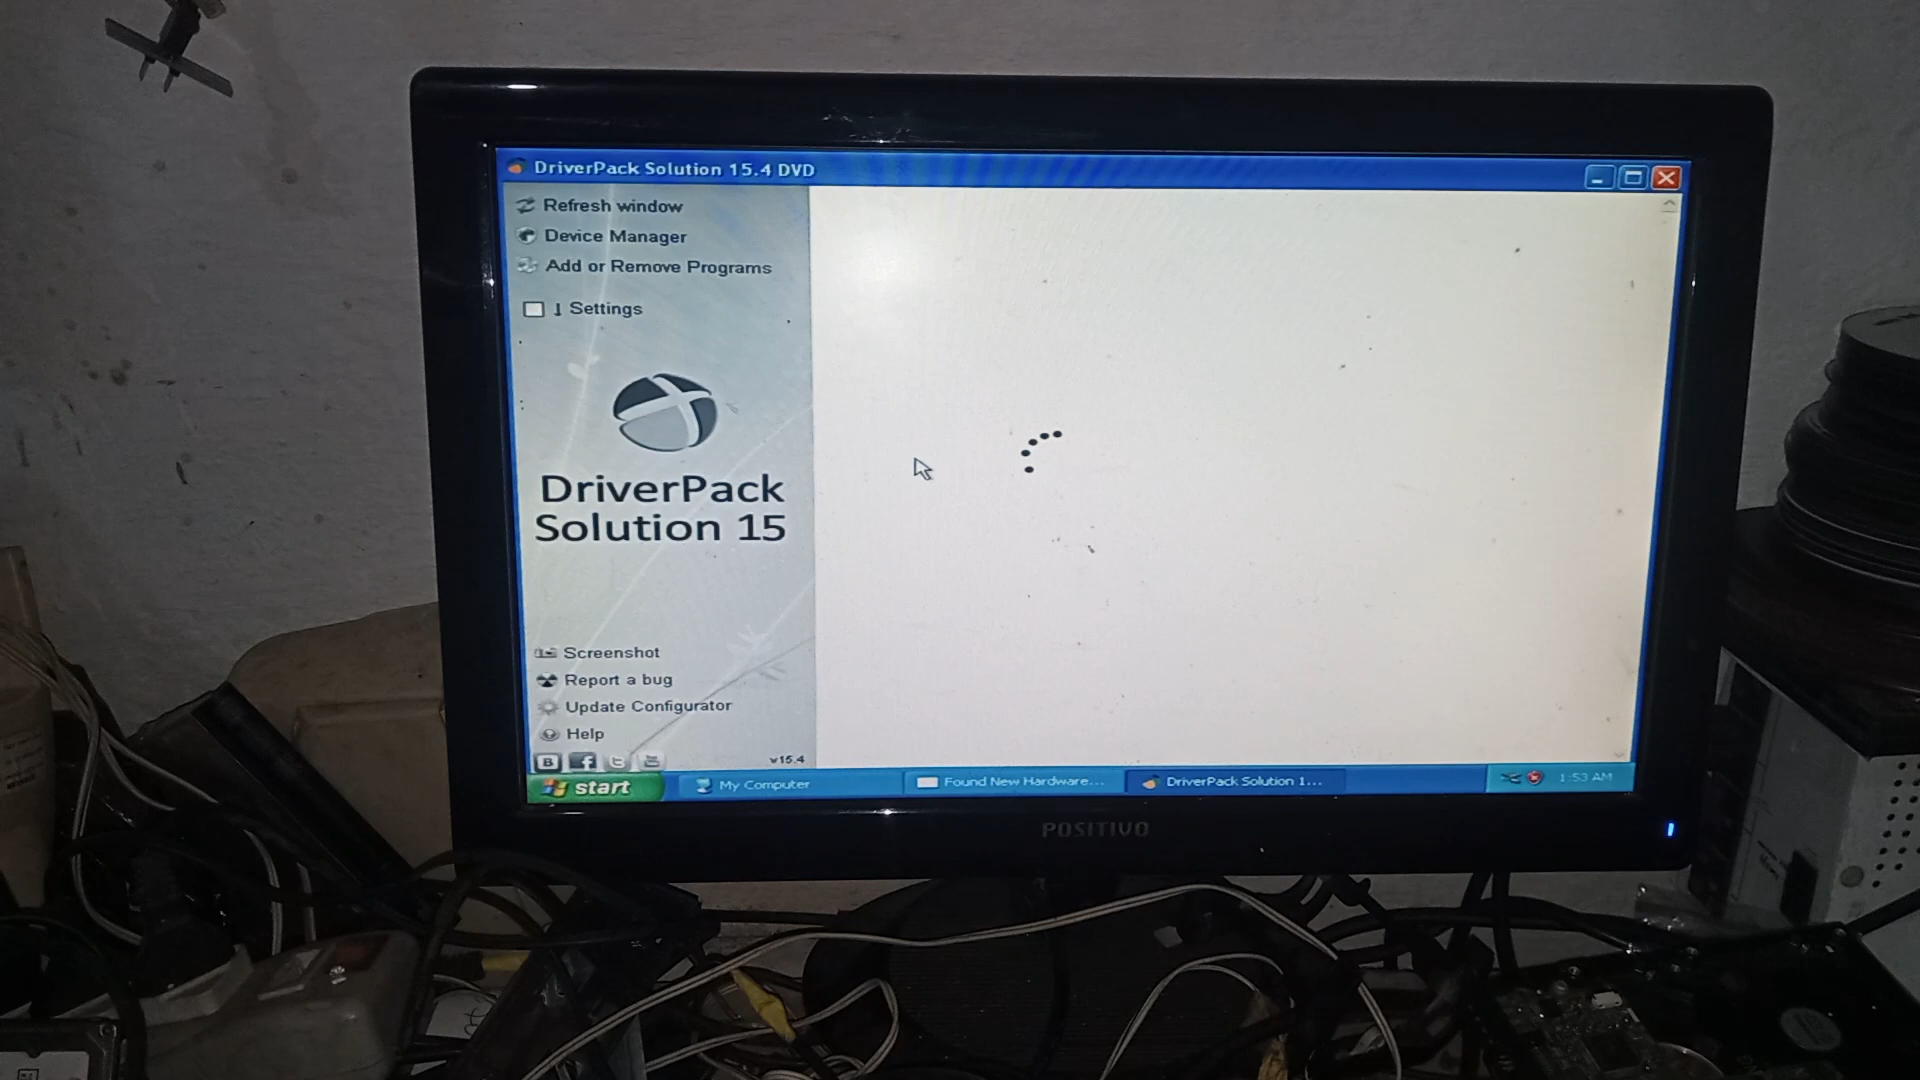 DriverPack Solution 15.4 DVD
Refresh window
Device Manager
Add or Remove Programs
Settings
DriverPack
Solution 15
Screenshot
Report a bug
Update Configurator
Help
B f t You
v15.4
start
My Computer
Found New Hardware...
DriverPack Solution 1...
1:53 AM
POSITIVO